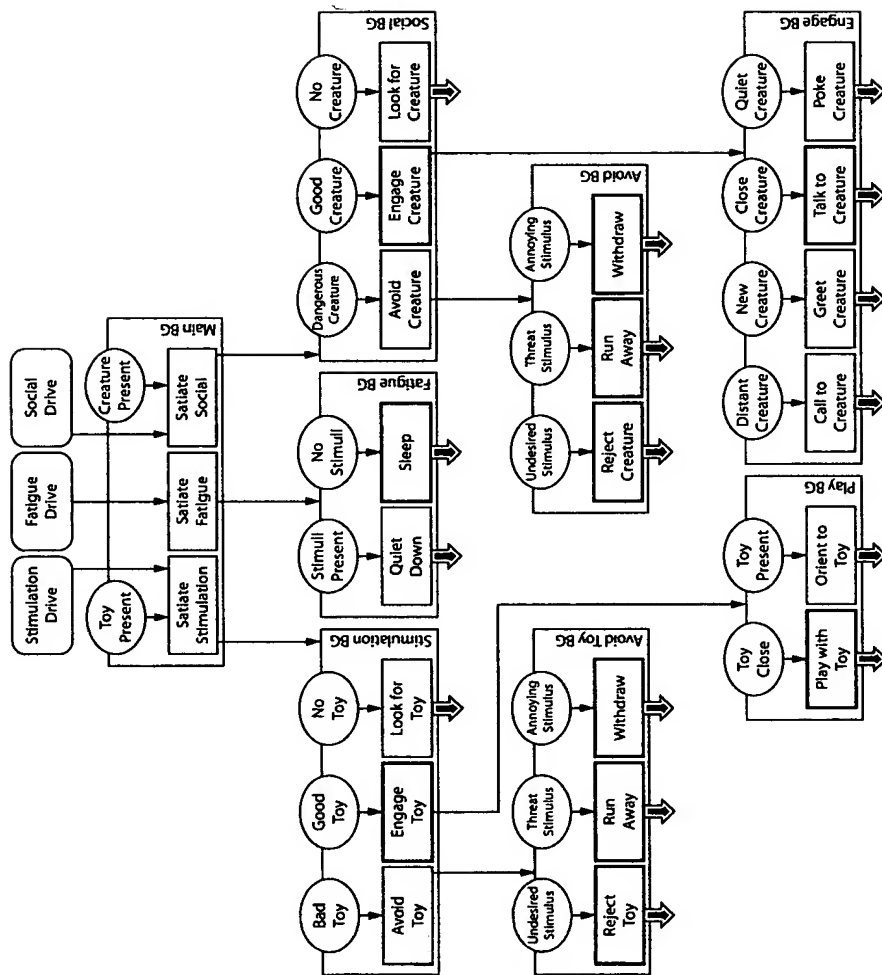 Stimulation
Drive
Fatigue
Drive
Social
Drive
Toy
Present
Creature
Present
Main BG
Satiate
Stimulation
Satiate
Fatigue
Satiate
Social
Bad
Toy
Good
Toy
No
Toy
Stimulation BG
Avoid
Toy
Engage
Toy
Look for
Toy
Stimuli
Present
No
Stimuli
Fatigue BG
Quiet
Down
Sleep
Dangerous
Creature
Good
Creature
No
Creature
Social BG
Avoid
Creature
Engage
Creature
Look for
Creature
Undesired
Stimulus
Threat
Stimulus
Annoying
Stimulus
Avoid Toy BG
Reject
Toy
Run
Away
Withdraw
Undesired
Stimulus
Threat
Stimulus
Annoying
Stimulus
Avoid BG
Reject
Creature
Run
Away
Withdraw
Toy
Close
Toy
Present
Play BG
Play with
Toy
Orient to
Toy
Distant
Creature
New
Creature
Close
Creature
Quiet
Creature
Engage BG
Call to
Creature
Greet
Creature
Talk to
Creature
Poke
Creature